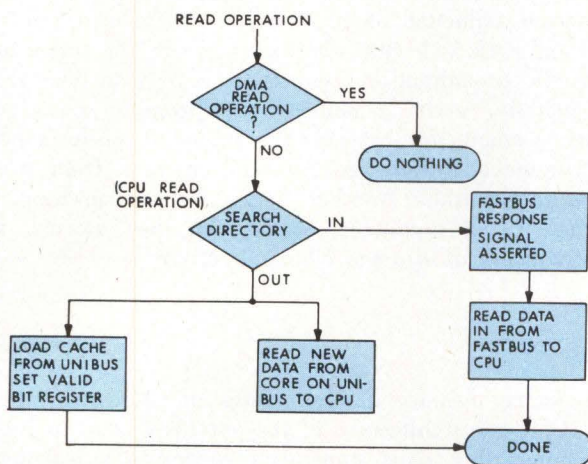 READ OPERATION
DMA
READ
OPERATION
?
YES
DO NOTHING
NO
(CPU READ
OPERATION)
SEARCH
DIRECTORY
IN
FASTBUS
RESPONSE
SIGNAL
ASSERTED
OUT
LOAD CACHE
FROM UNIBUS
SET VALID
BIT REGISTER
READ NEW
DATA FROM
CORE ON UNI-
BUS TO CPU
READ DATA
IN FROM
FASTBUS TO
CPU
DONE